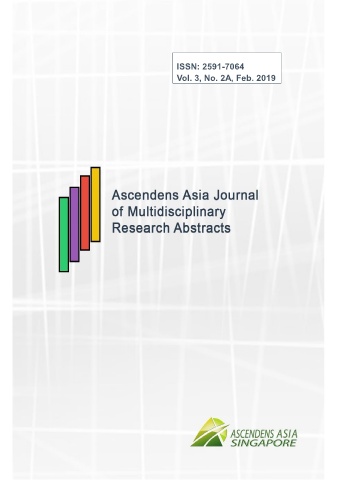 ISSN: 2591-7064
Vol. 3, No. 2A, Feb. 2019
Ascendens Asia Journal
of Multidisciplinary
Research Abstracts
ASCENDENS ASIA
SINGAPORE